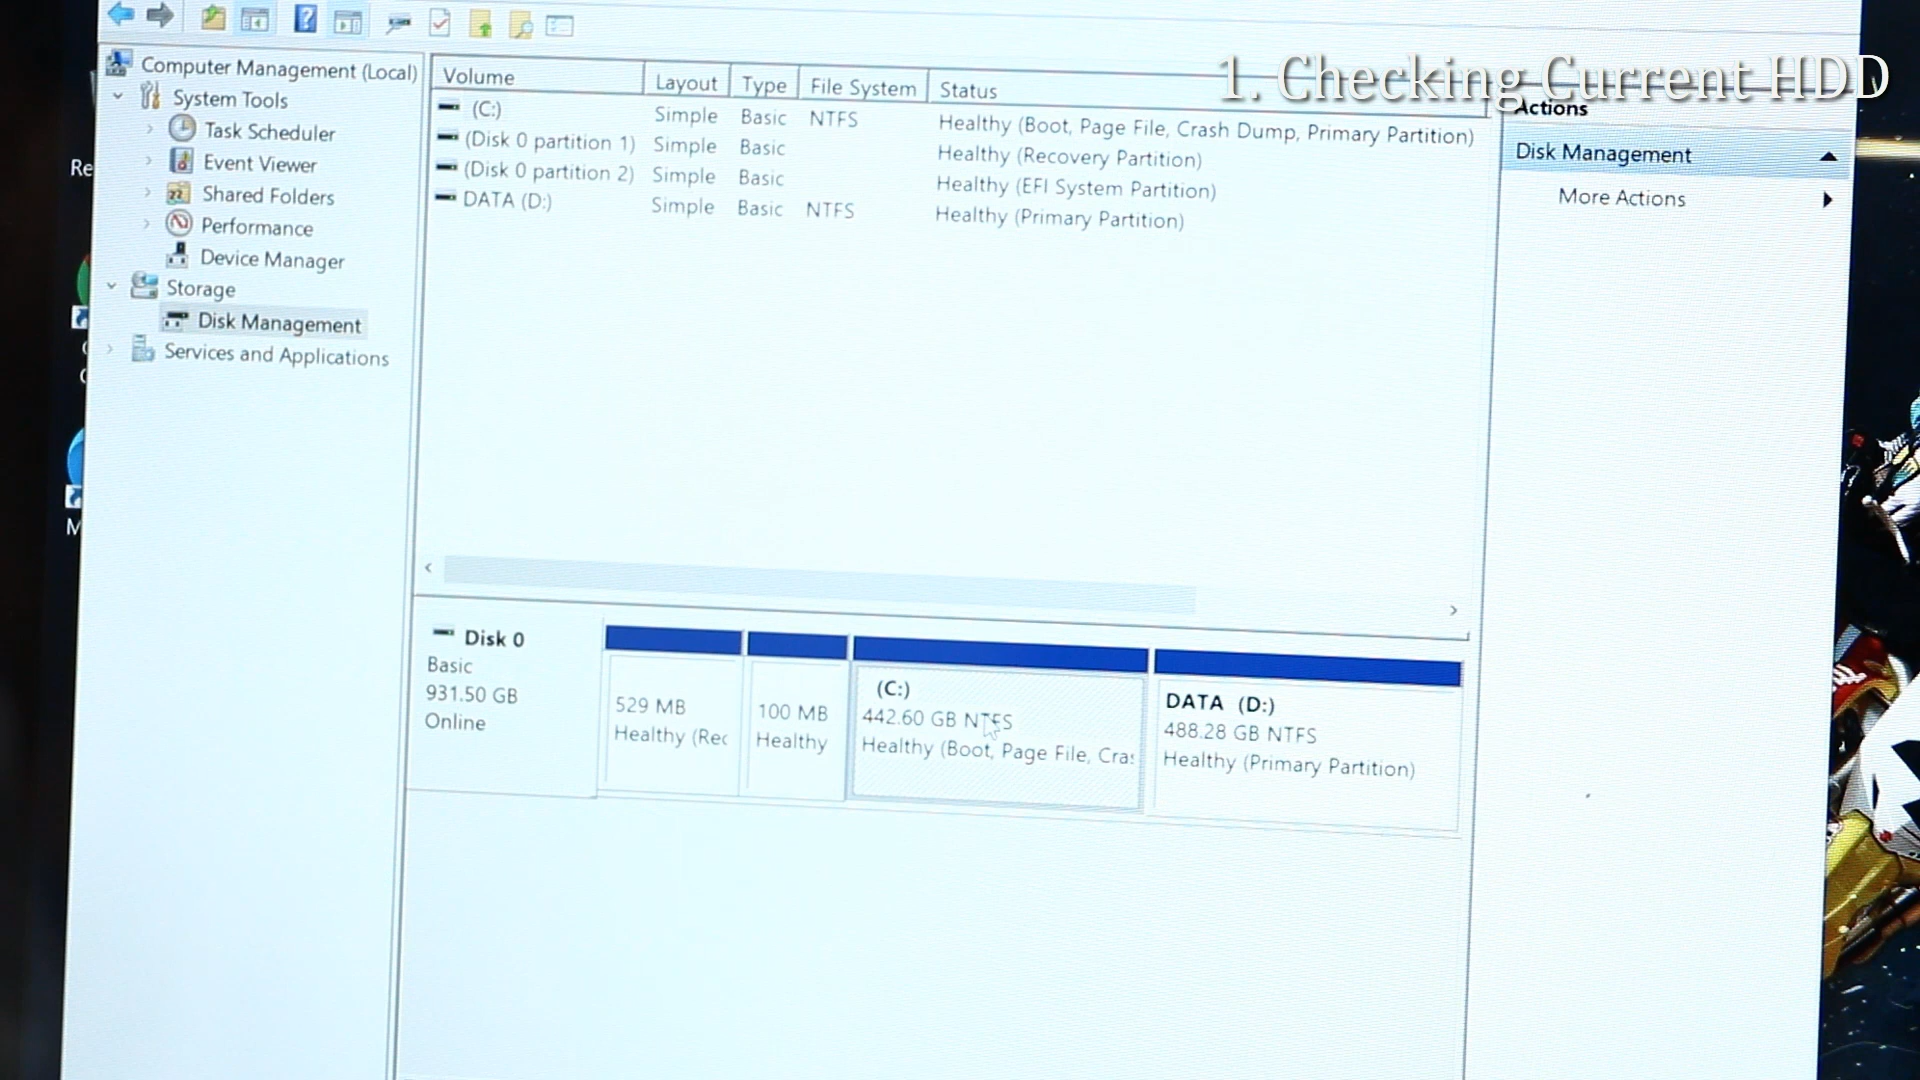 1. Checking Current HDD
Computer Management (Local)
System Tools
Task Scheduler
Event Viewer
Shared Folders
Performance
Device Manager
Storage
Disk Management
Services and Applications
Volume Layout Type File System Status
(C:) Simple Basic NTFS Healthy (Boot, Page File, Crash Dump, Primary Partition)
(Disk 0 partition 1) Simple Basic Healthy (Recovery Partition)
(Disk 0 partition 2) Simple Basic Healthy (EFI System Partition)
DATA (D:) Simple Basic NTFS Healthy (Primary Partition)
Actions
Disk Management
More Actions
Disk 0
Basic
931.50 GB
Online
529 MB
Healthy (Rec
100 MB
Healthy
(C:)
442.60 GB NTFS
Healthy (Boot, Page File, Cras
DATA (D:)
488.28 GB NTFS
Healthy (Primary Partition)
Re
M